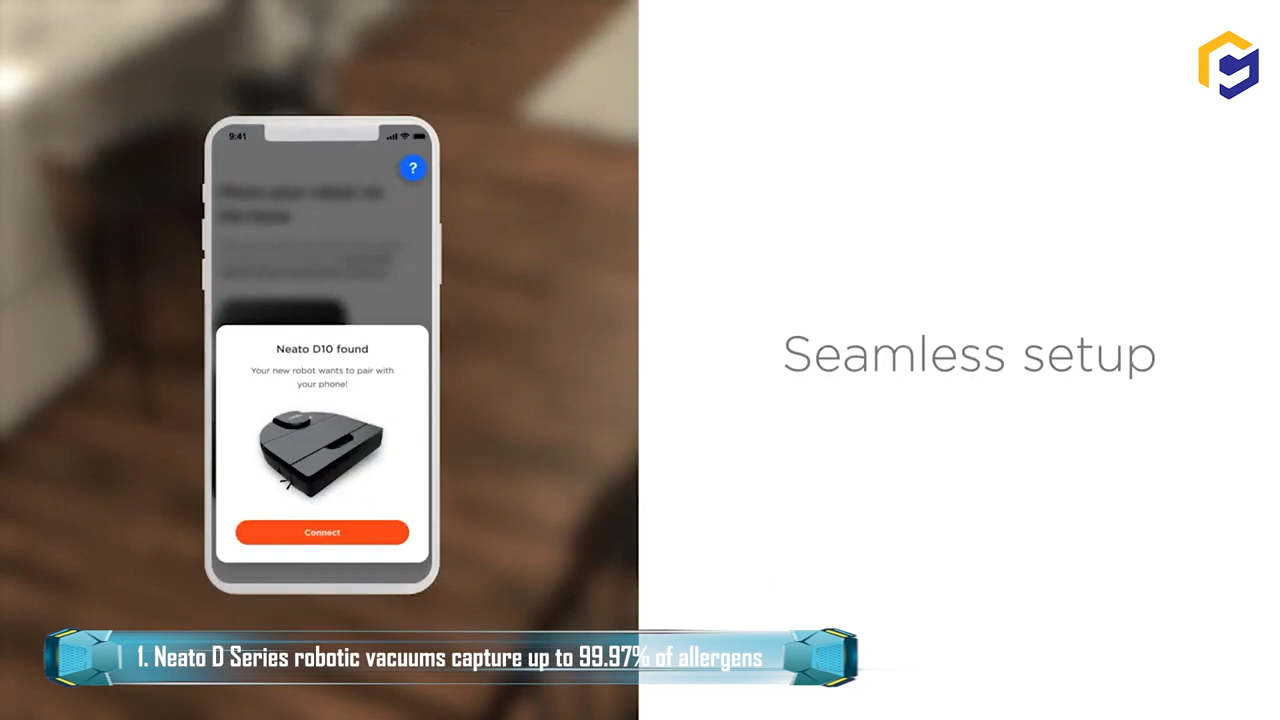 9:41
?
Neato D10 found
Your new robot wants to pair with
your phone!
Connect
Seamless setup
1. Neato D Series robotic vacuums capture up to 99.97% of allergens